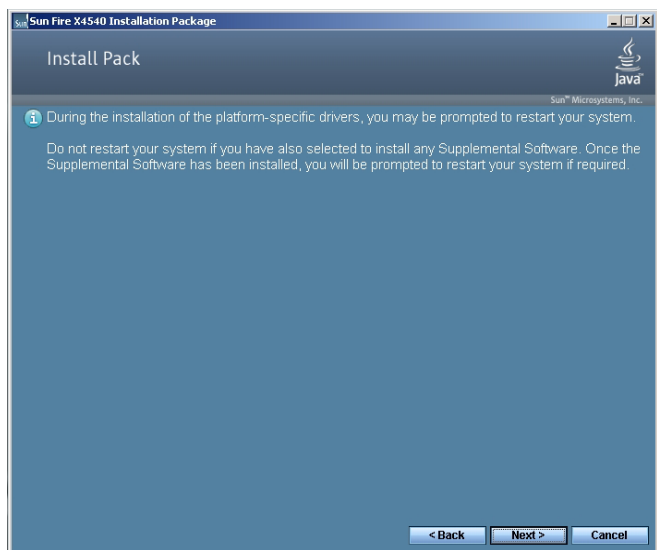 Sun Sun Fire X4540 Installation Package
Install Pack
Java™
Sun™ Microsystems, Inc.
During the installation of the platform-specific drivers, you may be prompted to restart your system.
Do not restart your system if you have also selected to install any Supplemental Software. Once the
Supplemental Software has been installed, you will be prompted to restart your system if required.
< Back Next > Cancel